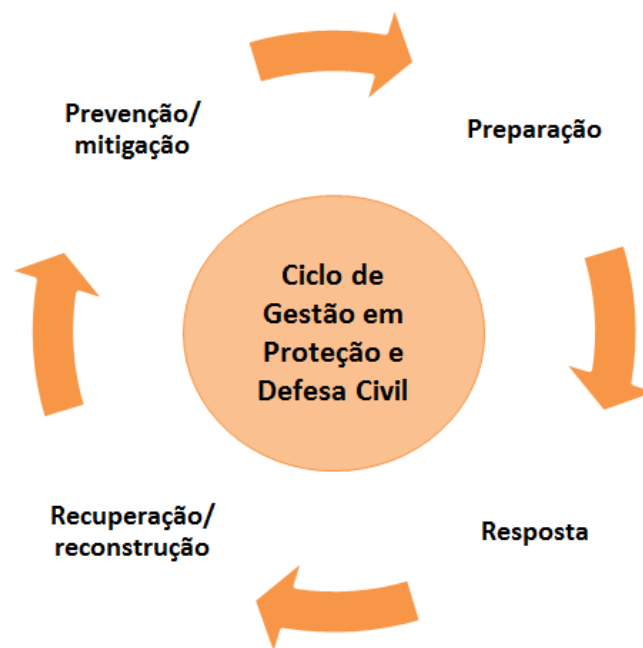 Prevenção/
mitigação
Preparação
Ciclo de
Gestão em
Proteção e
Defesa Civil
Recuperação/
reconstrução
Resposta